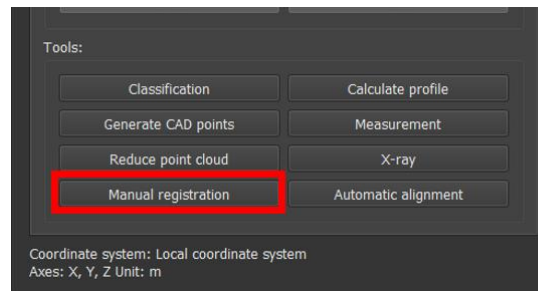 Tools:
Classification Calculate profile
Generate CAD points Measurement
Reduce point cloud X-ray
Manual registration Automatic alignment
Coordinate system: Local coordinate system
Axes: X, Y, Z Unit: m